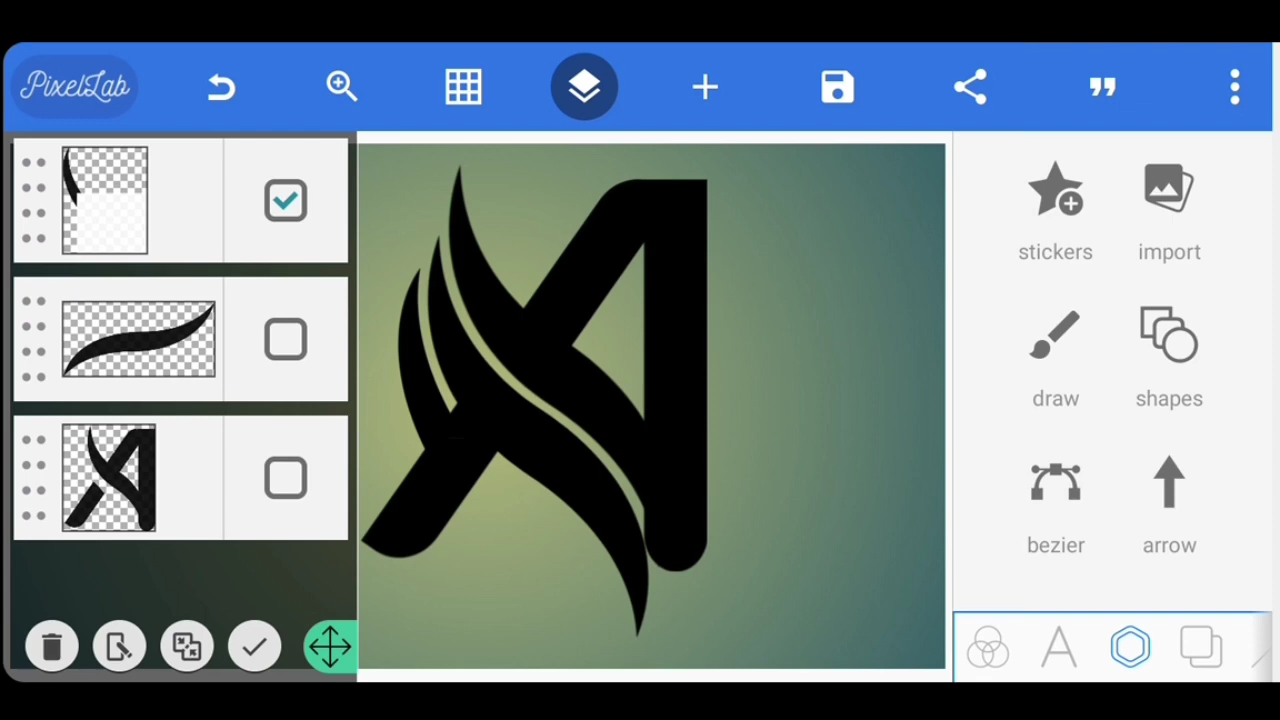 PixelLab
A
stickers
import
draw
shapes
bezier
arrow
A